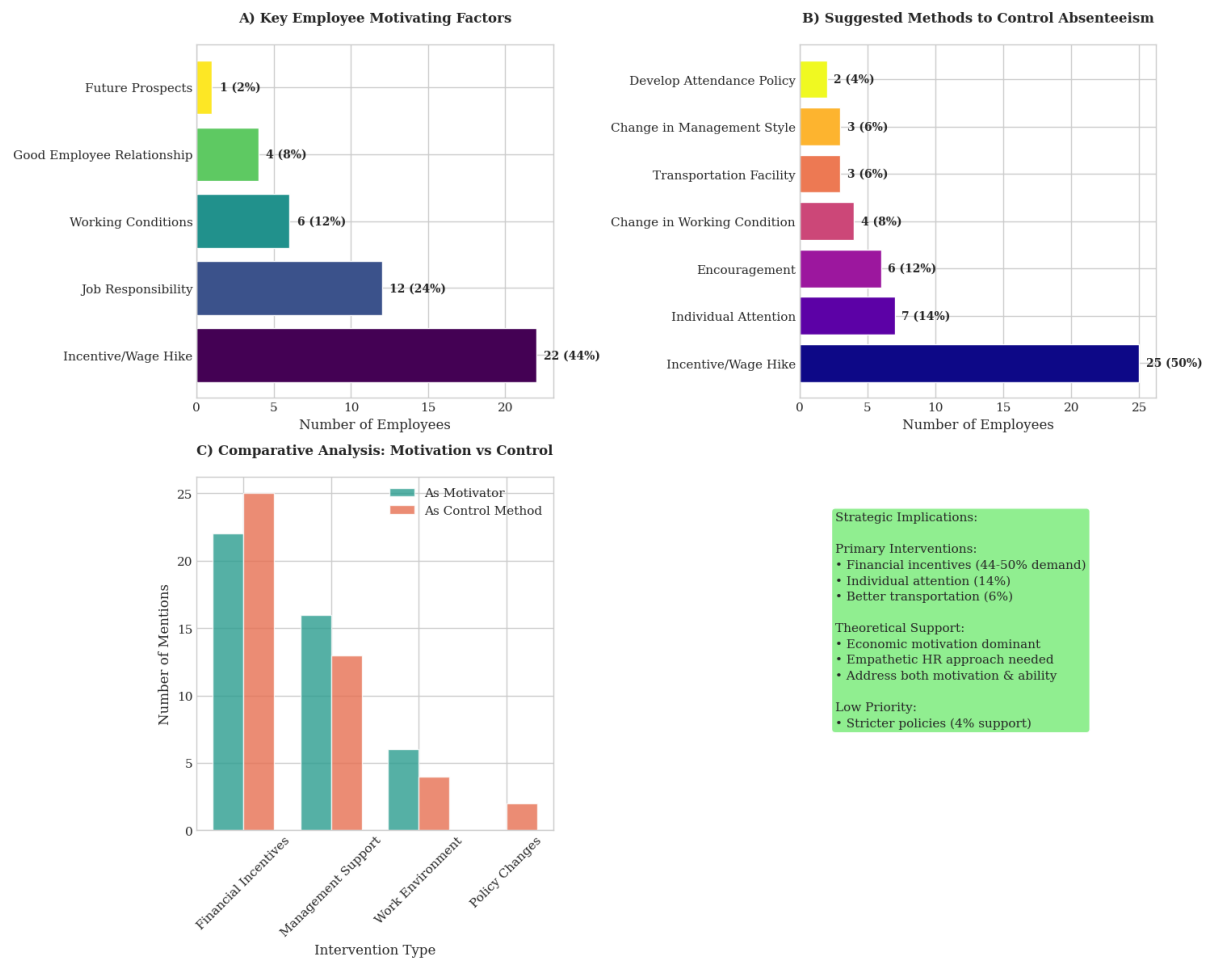 A) Key Employee Motivating Factors
Future Prospects
1 (2%)
Good Employee Relationship
4 (8%)
Working Conditions
6 (12%)
Job Responsibility
12 (24%)
Incentive/Wage Hike
22 (44%)
0 5 10 15 20
Number of Employees
B) Suggested Methods to Control Absenteeism
Develop Attendance Policy
2 (4%)
Change in Management Style
3 (6%)
Transportation Facility
3 (6%)
Change in Working Condition
4 (8%)
Encouragement
6 (12%)
Individual Attention
7 (14%)
Incentive/Wage Hike
25 (50%)
0 5 10 15 20 25
Number of Employees
C) Comparative Analysis: Motivation vs Control
As Motivator
As Control Method
25
20
15
10
5
0
Number of Mentions
Financial Incentives
Management Support
Work Environment
Policy Changes
Intervention Type
Strategic Implications:
Primary Interventions:
• Financial incentives (44-50% demand)
• Individual attention (14%)
• Better transportation (6%)
Theoretical Support:
• Economic motivation dominant
• Empathetic HR approach needed
• Address both motivation & ability
Low Priority:
• Stricter policies (4% support)